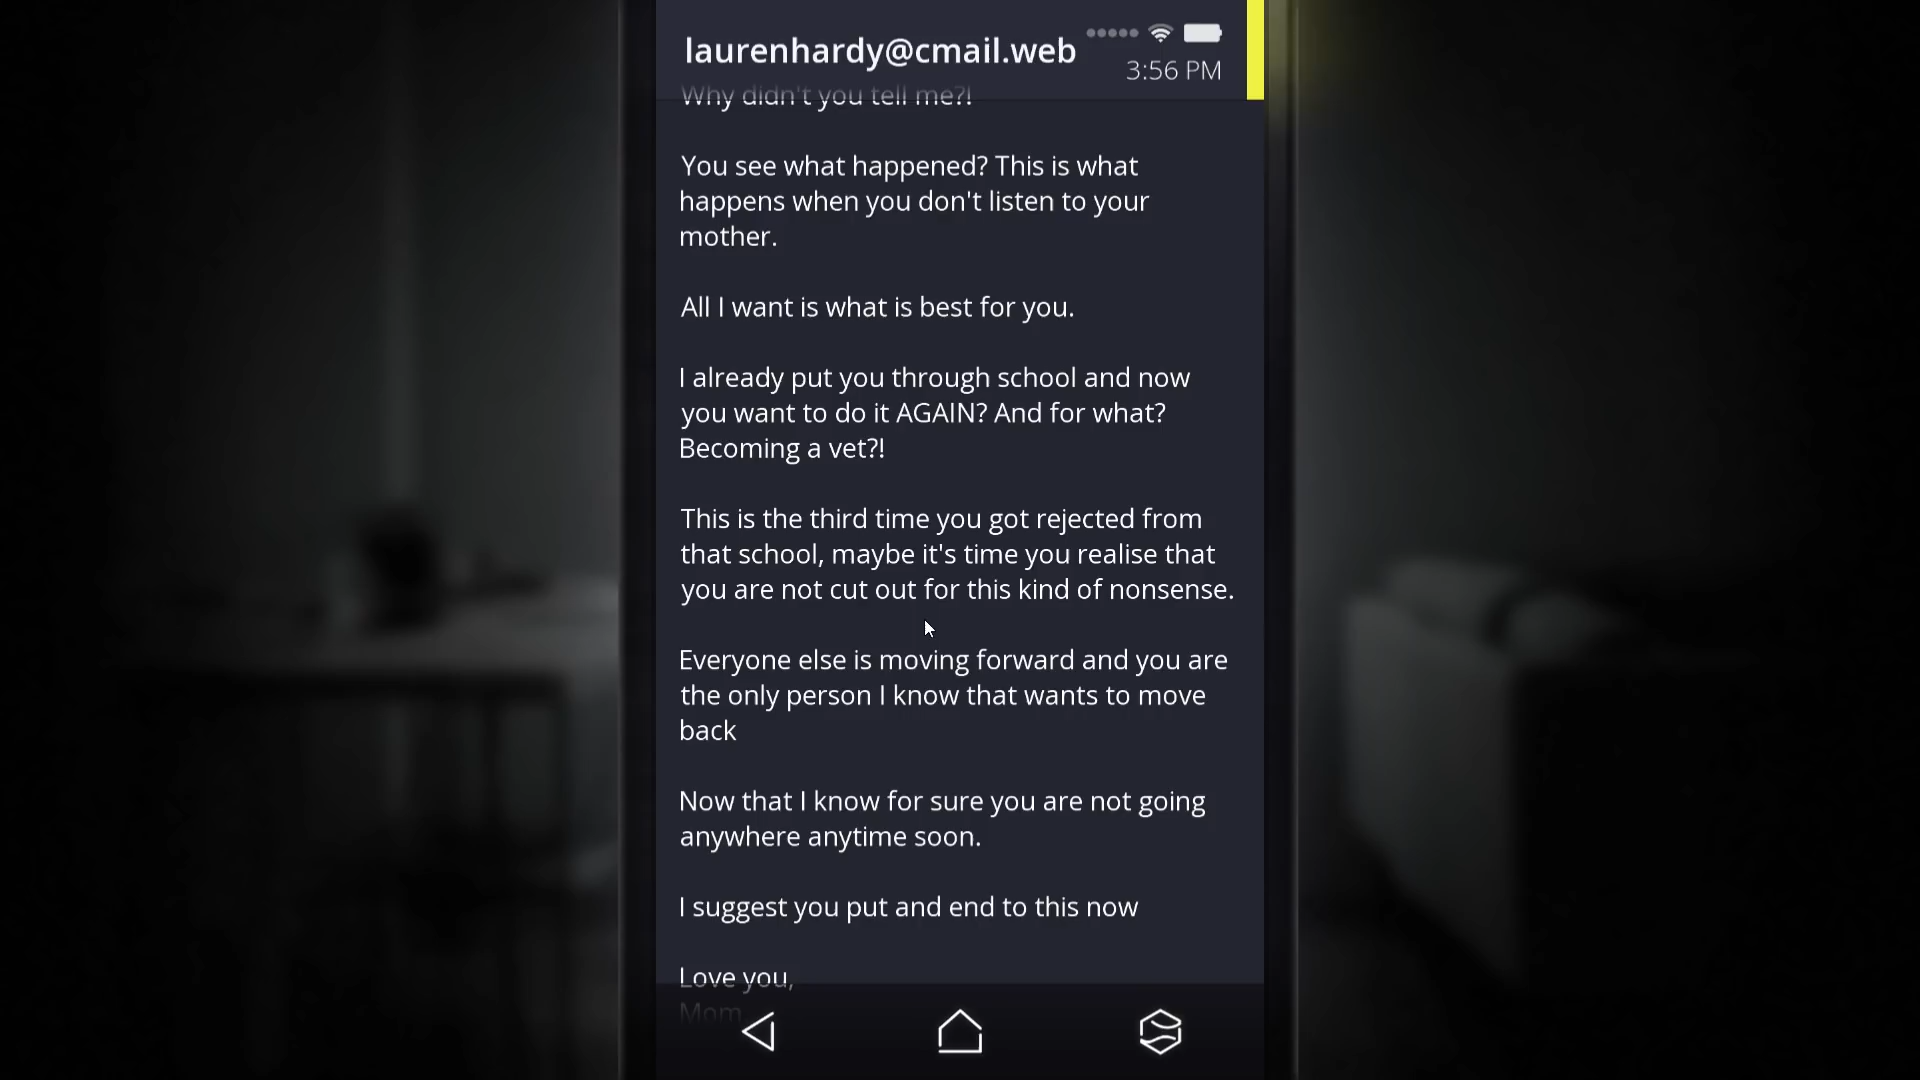 laurenhardy@cmail.web
3:56 PM
Why didn't you tell me?!
You see what happened? This is what
happens when you don't listen to your
mother.
All I want is what is best for you.
I already put you through school and now
you want to do it AGAIN? And for what?
Becoming a vet?!
This is the third time you got rejected from
that school, maybe it's time you realise that
you are not cut out for this kind of nonsense.
Everyone else is moving forward and you are
the only person I know that wants to move
back
Now that I know for sure you are not going
anywhere anytime soon.
I suggest you put and end to this now
Love you,
Mom